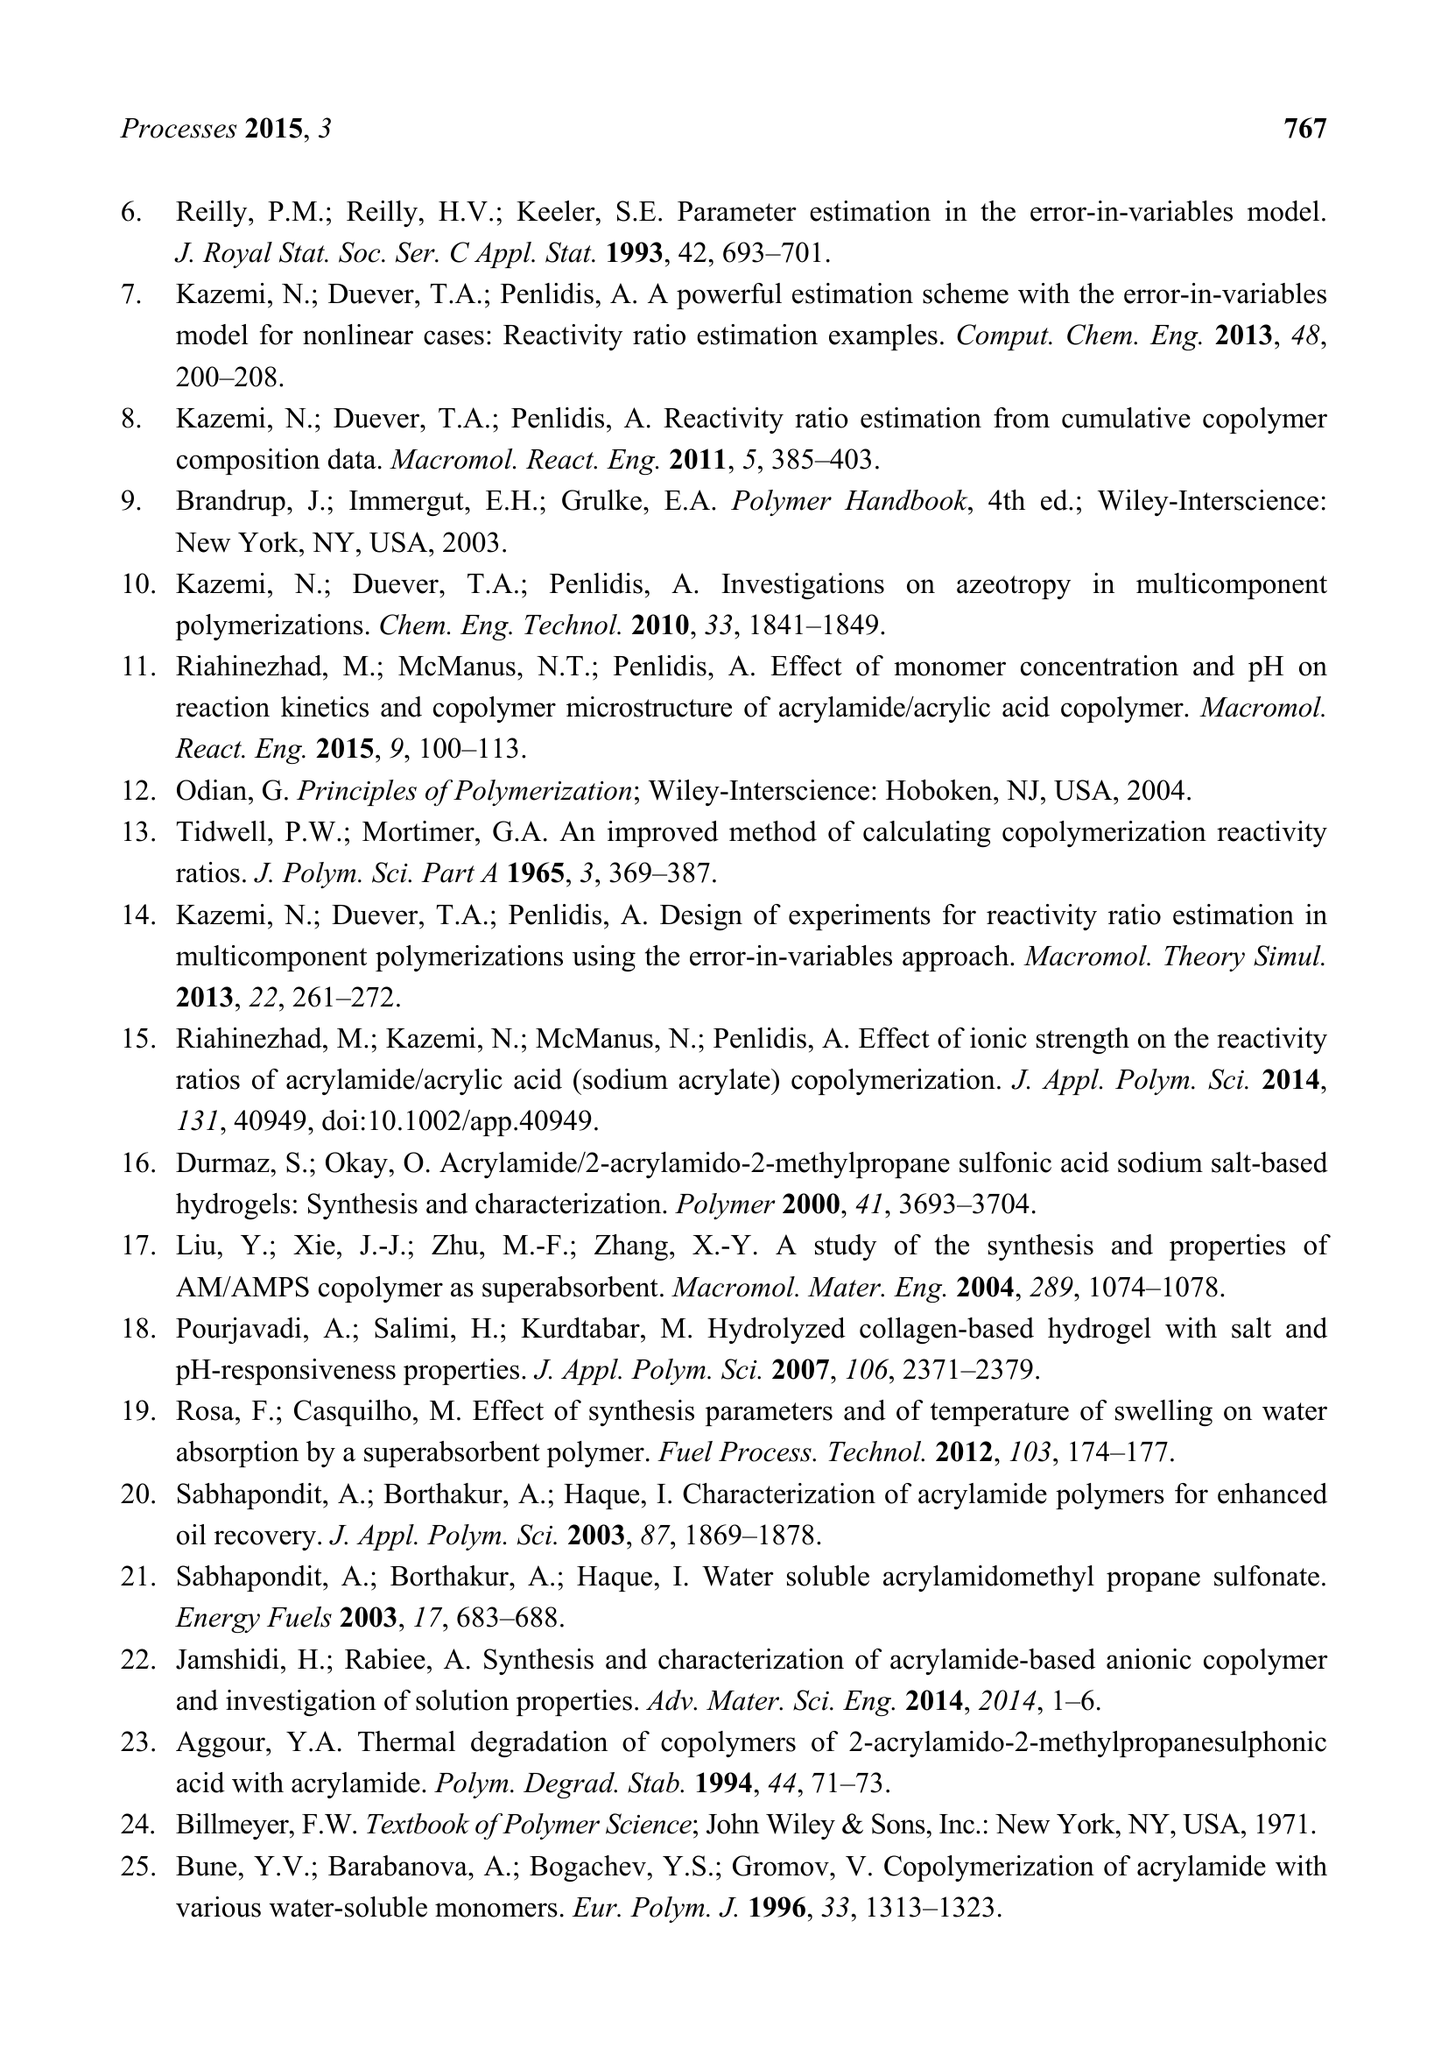 Processes 2015, 3 767
6. Reilly, P.M.; Reilly, H.V.; Keeler, S.E. Parameter estimation in the error-in-variables model.
J. Royal Stat. Soc. Ser. C Appl. Stat. 1993, 42, 693–701.
7. Kazemi, N.; Duever, T.A.; Penlidis, A. A powerful estimation scheme with the error-in-variables
model for nonlinear cases: Reactivity ratio estimation examples. Comput. Chem. Eng. 2013, 48,
200–208.
8. Kazemi, N.; Duever, T.A.; Penlidis, A. Reactivity ratio estimation from cumulative copolymer
composition data. Macromol. React. Eng. 2011, 5, 385–403.
9. Brandrup, J.; Immergut, E.H.; Grulke, E.A. Polymer Handbook, 4th ed.; Wiley-Interscience:
New York, NY, USA, 2003.
10. Kazemi, N.; Duever, T.A.; Penlidis, A. Investigations on azeotropy in multicomponent
polymerizations. Chem. Eng. Technol. 2010, 33, 1841–1849.
11. Riahinezhad, M.; McManus, N.T.; Penlidis, A. Effect of monomer concentration and pH on
reaction kinetics and copolymer microstructure of acrylamide/acrylic acid copolymer. Macromol.
React. Eng. 2015, 9, 100–113.
12. Odian, G. Principles of Polymerization; Wiley-Interscience: Hoboken, NJ, USA, 2004.
13. Tidwell, P.W.; Mortimer, G.A. An improved method of calculating copolymerization reactivity
ratios. J. Polym. Sci. Part A 1965, 3, 369–387.
14. Kazemi, N.; Duever, T.A.; Penlidis, A. Design of experiments for reactivity ratio estimation in
multicomponent polymerizations using the error-in-variables approach. Macromol. Theory Simul.
2013, 22, 261–272.
15. Riahinezhad, M.; Kazemi, N.; McManus, N.; Penlidis, A. Effect of ionic strength on the reactivity
ratios of acrylamide/acrylic acid (sodium acrylate) copolymerization. J. Appl. Polym. Sci. 2014,
131, 40949, doi:10.1002/app.40949.
16. Durmaz, S.; Okay, O. Acrylamide/2-acrylamido-2-methylpropane sulfonic acid sodium salt-based
hydrogels: Synthesis and characterization. Polymer 2000, 41, 3693–3704.
17. Liu, Y.; Xie, J.-J.; Zhu, M.-F.; Zhang, X.-Y. A study of the synthesis and properties of
AM/AMPS copolymer as superabsorbent. Macromol. Mater. Eng. 2004, 289, 1074–1078.
18. Pourjavadi, A.; Salimi, H.; Kurdtabar, M. Hydrolyzed collagen-based hydrogel with salt and
pH-responsiveness properties. J. Appl. Polym. Sci. 2007, 106, 2371–2379.
19. Rosa, F.; Casquilho, M. Effect of synthesis parameters and of temperature of swelling on water
absorption by a superabsorbent polymer. Fuel Process. Technol. 2012, 103, 174–177.
20. Sabhapondit, A.; Borthakur, A.; Haque, I. Characterization of acrylamide polymers for enhanced
oil recovery. J. Appl. Polym. Sci. 2003, 87, 1869–1878.
21. Sabhapondit, A.; Borthakur, A.; Haque, I. Water soluble acrylamidomethyl propane sulfonate.
Energy Fuels 2003, 17, 683–688.
22. Jamshidi, H.; Rabiee, A. Synthesis and characterization of acrylamide-based anionic copolymer
and investigation of solution properties. Adv. Mater. Sci. Eng. 2014, 2014, 1–6.
23. Aggour, Y.A. Thermal degradation of copolymers of 2-acrylamido-2-methylpropanesulphonic
acid with acrylamide. Polym. Degrad. Stab. 1994, 44, 71–73.
24. Billmeyer, F.W. Textbook of Polymer Science; John Wiley & Sons, Inc.: New York, NY, USA, 1971.
25. Bune, Y.V.; Barabanova, A.; Bogachev, Y.S.; Gromov, V. Copolymerization of acrylamide with
various water-soluble monomers. Eur. Polym. J. 1996, 33, 1313–1323.